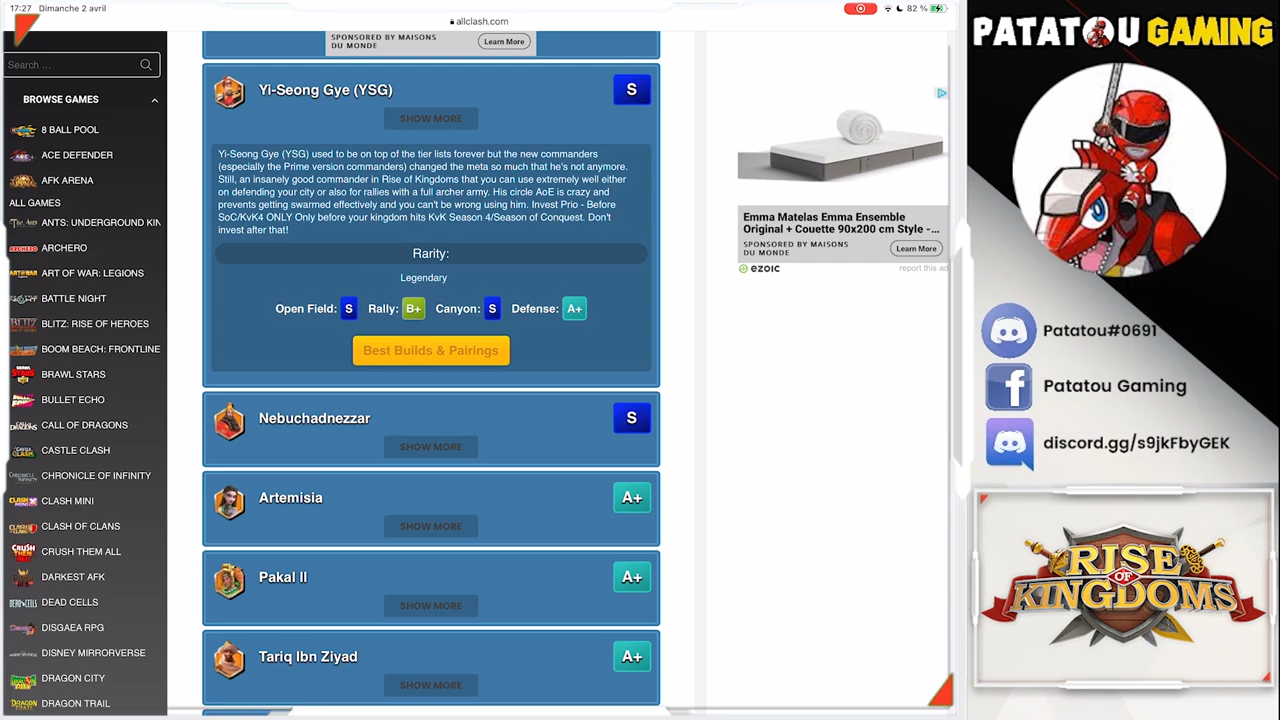 17:27 Dimanche 2 avril
82 %
allclash.com
PATATOU GAMING
SPONSORED BY MAISONS
DU MONDE
Learn More
Search ...
BROWSE GAMES
8 BALL POOL
ACE DEFENDER
AFK ARENA
ALL GAMES
ANTS: UNDERGROUND KIN
ARCHERO
ART OF WAR: LEGIONS
BATTLE NIGHT
BLITZ: RISE OF HEROES
BOOM BEACH: FRONTLINE
BRAWL STARS
BULLET ECHO
CALL OF DRAGONS
CASTLE CLASH
CHRONICLE OF INFINITY
CLASH MINI
CLASH OF CLANS
CRUSH THEM ALL
DARKEST AFK
DEAD CELLS
DISGAEA RPG
DISNEY MIRRORVERSE
DRAGON CITY
DRAGON TRAIL
Yi-Seong Gye (YSG)
S
SHOW MORE
Yi-Seong Gye (YSG) used to be on top of the tier lists forever but the new commanders
(especially the Prime version commanders) changed the meta so much that he's not anymore.
Still, an insanely good commander in Rise of Kingdoms that you can use extremely well either
on defending your city or also for rallies with a full archer army. His circle AoE is crazy and
prevents getting swarmed effectively and you can't be wrong using him. Invest Prio - Before
SoC/KvK4 ONLY Only before your kingdom hits KvK Season 4/Season of Conquest. Don't
invest after that!
Rarity:
Legendary
Open Field: S Rally: B+ Canyon: S Defense: A+
Best Builds & Pairings
Nebuchadnezzar
S
SHOW MORE
Artemisia
A+
SHOW MORE
Pakal II
A+
SHOW MORE
Tariq Ibn Ziyad
A+
SHOW MORE
Emma Matelas Emma Ensemble
Original + Couette 90x200 cm Style -...
SPONSORED BY MAISONS
DU MONDE
Learn More
ezoic
report this ad
Patatou#0691
Patatou Gaming
discord.gg/s9jkFbyGEK
RISE
OF
KINGDOMS